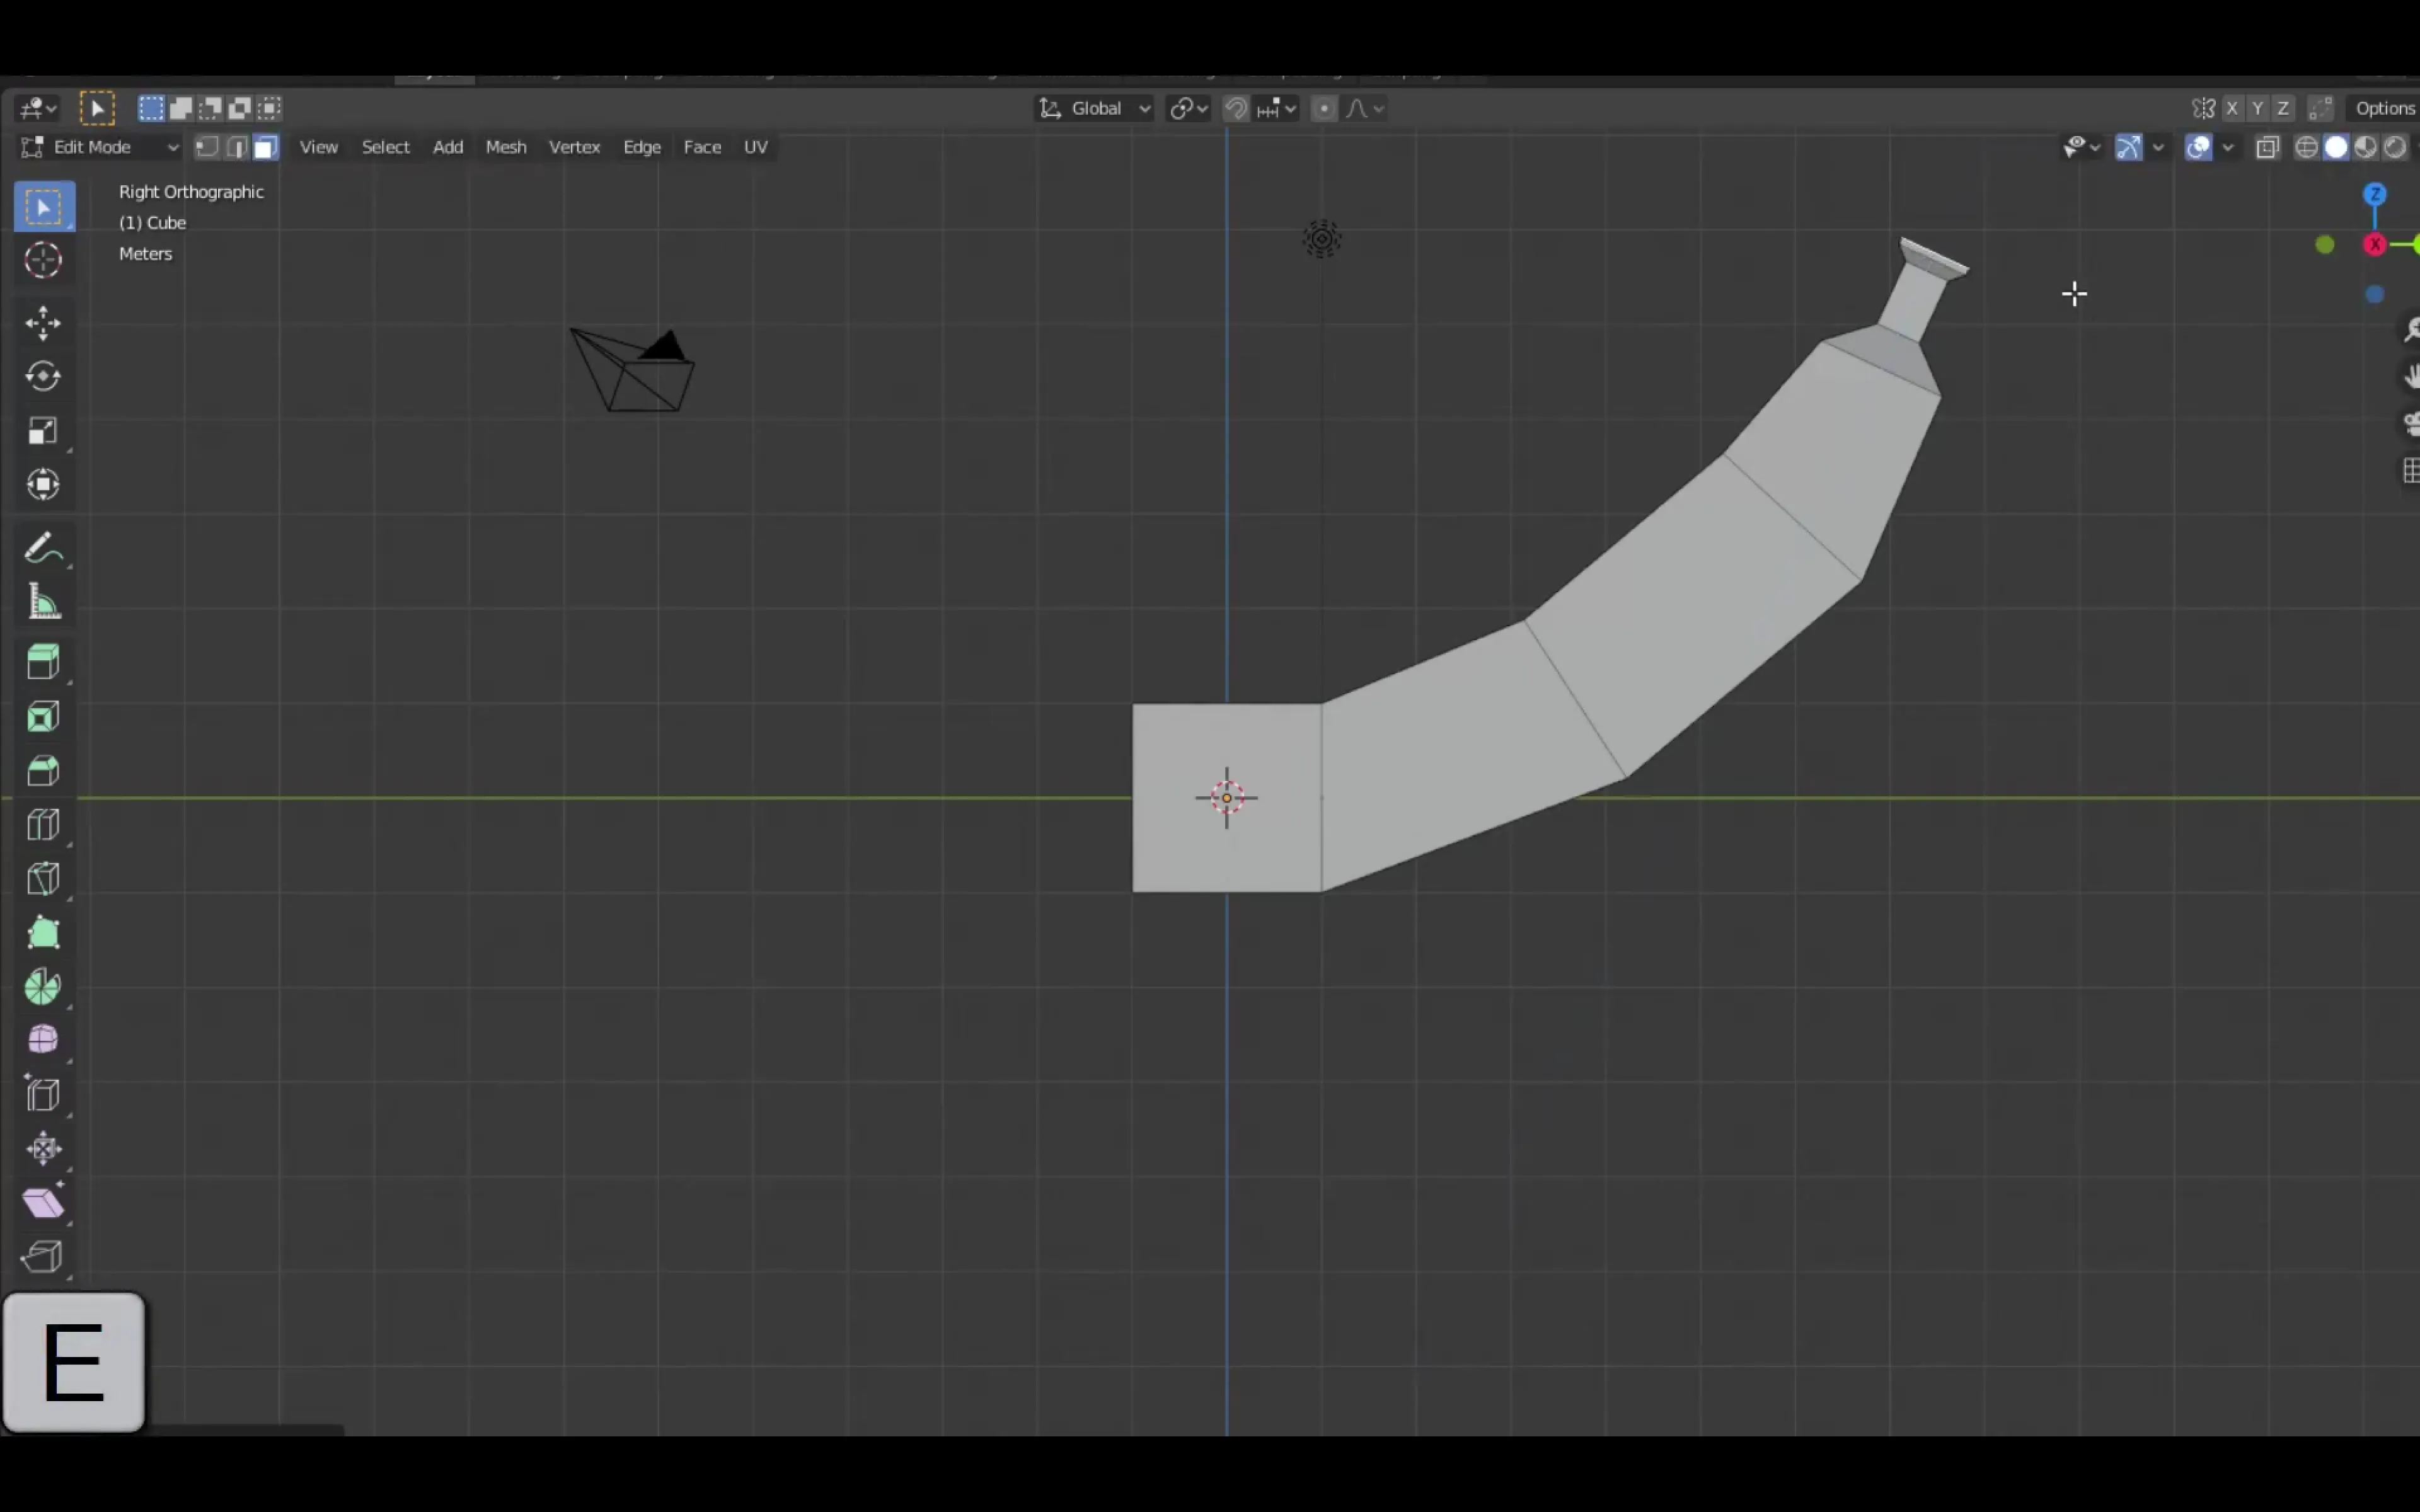 Global
X Y Z
Options
Edit Mode
View Select Add Mesh Vertex Edge Face UV
Right Orthographic
(1) Cube
Meters
Z
X
E